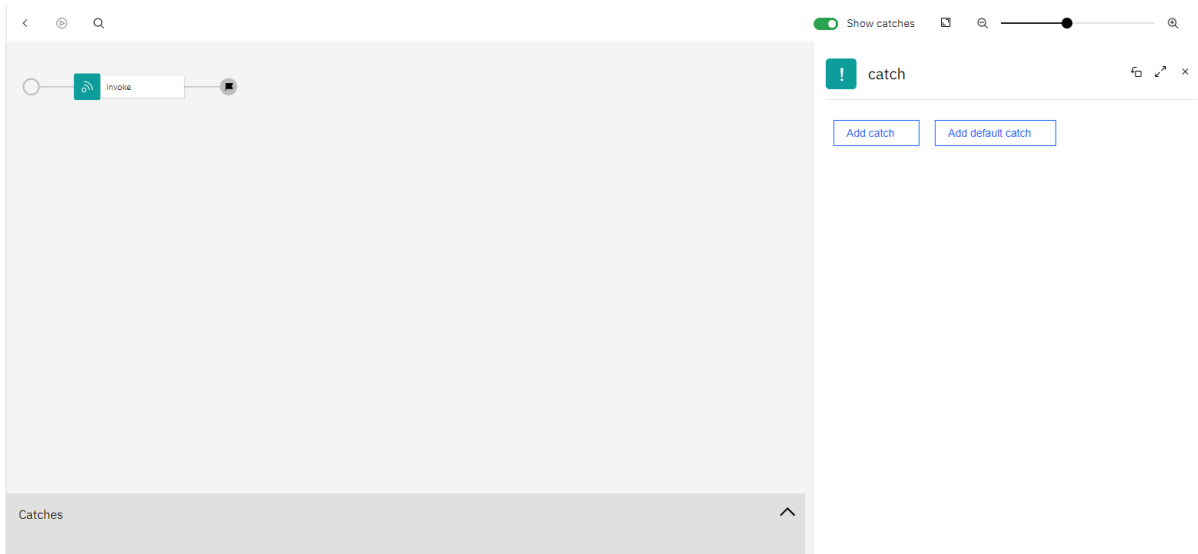 Show catches
invoke
catch
Add catch
Add default catch
Catches